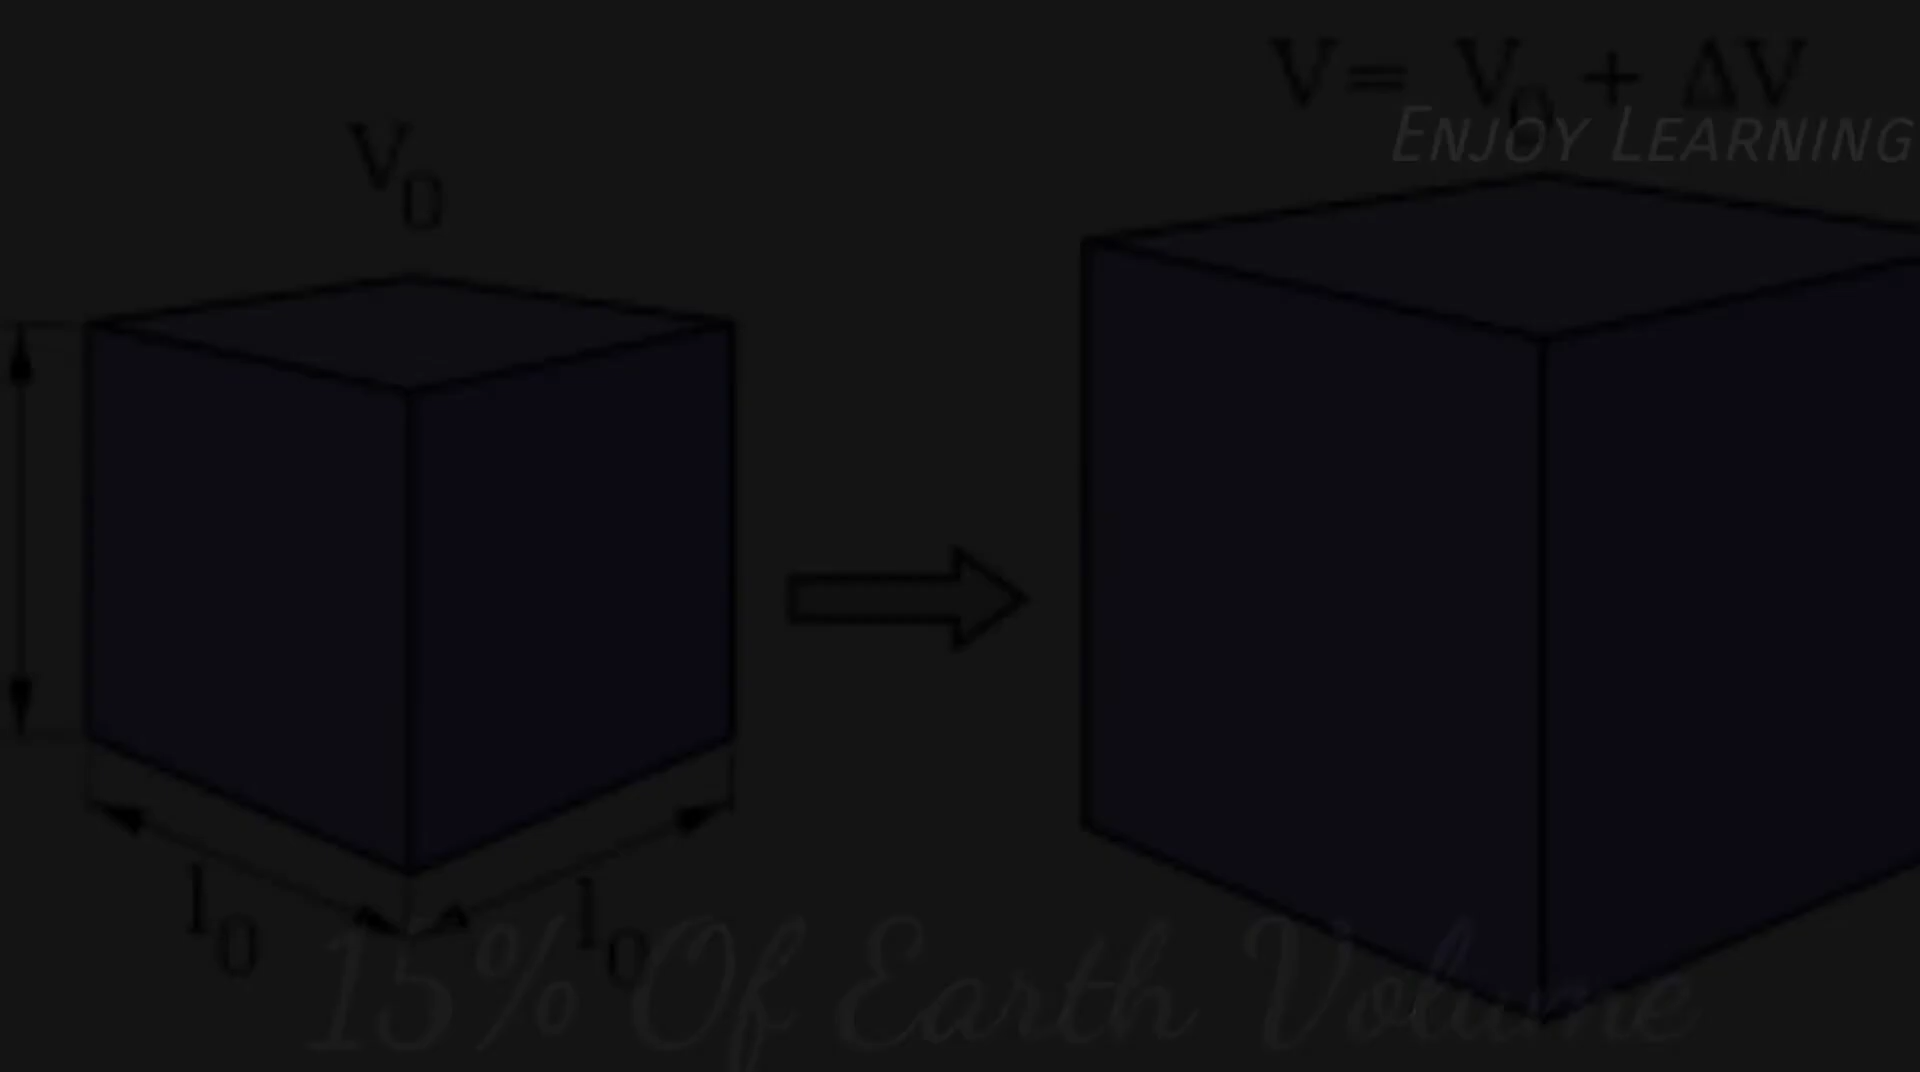 V= V₀ + ΔV
ENJOY LEARNING
V₀
l₀
l₀
15% Of Earth Volume